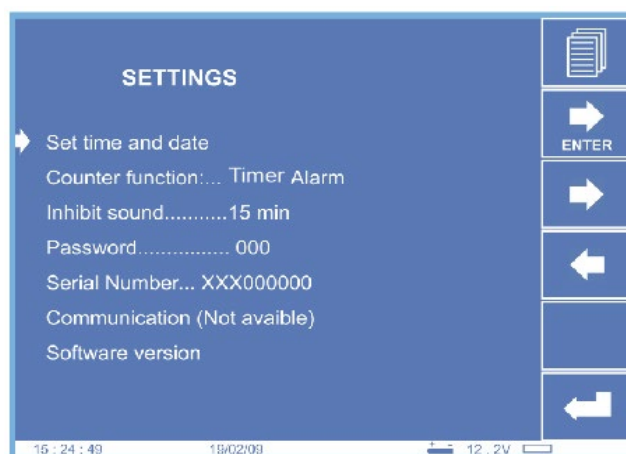 SETTINGS
ENTER
Set time and date
Counter function:... Timer Alarm
Inhibit sound...........15 min
Password................ 000
Serial Number... XXX000000
Communication (Not avaible)
Software version
15 : 24 : 49 19/02/09 + - 12 . 2V